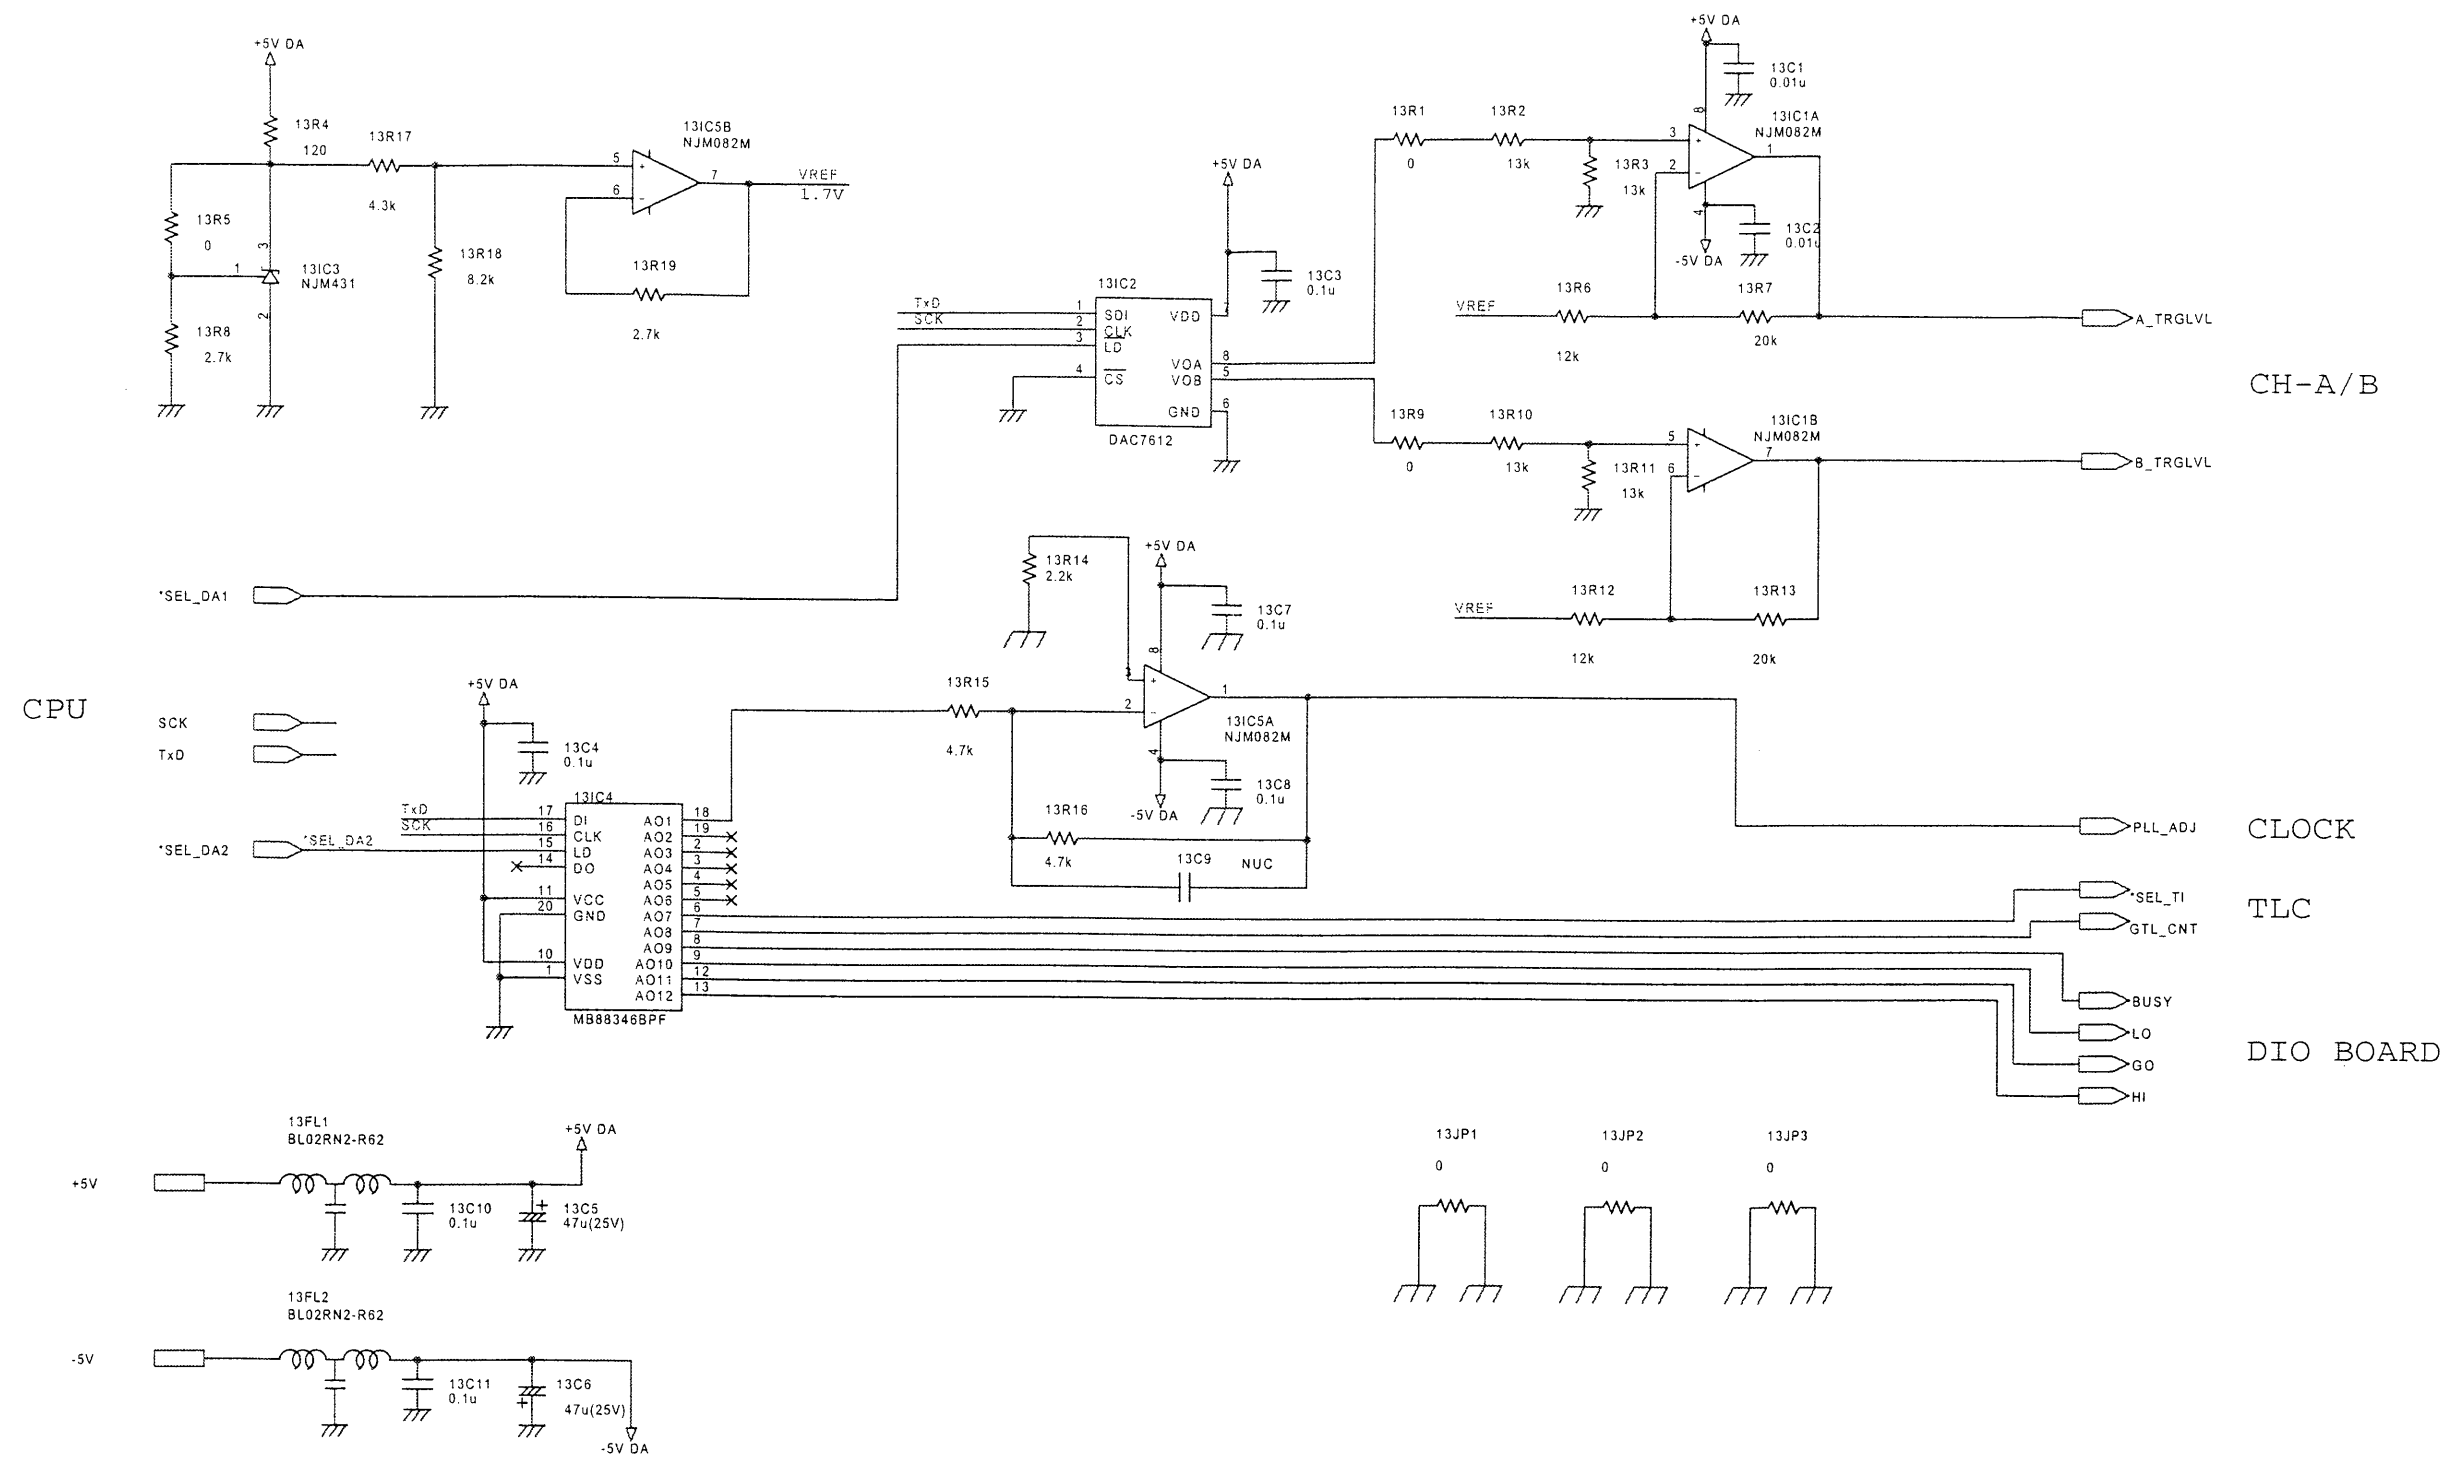 +5V DA
13R4
120
13R17
4.3k
13IC5B
NJM082M
5
6
7
VREF
1.7V
13R5
0
3
1
13IC3
NJM431
2
13R8
2.7k
13R18
8.2k
13R19
2.7k
+5V DA
8
13C1
0.01u
13R1
0
13R2
13k
13R3
13k
3
2
13IC1A
NJM082M
1
4
13C2
0.01u
-5V DA
VREF
13R6
12k
13R7
20k
A_TRGLVL
CH-A/B
+5V DA
13C3
0.1u
13IC2
TxD
SCK
1
2
3
4
SDI
CLK
LD
CS
VDD
VOA
VOB
GND
7
8
5
6
DAC7612
13R9
0
13R10
13k
13R11
13k
5
6
13IC1B
NJM082M
7
B_TRGLVL
VREF
13R12
12k
13R13
20k
*SEL_DA1
13R14
2.2k
+5V DA
13C7
0.1u
8
3
2
1
13IC5A
NJM082M
4
13C8
0.1u
-5V DA
13R15
4.7k
13R16
4.7k
13C9
NUC
PLL_ADJ
CLOCK
CPU
SCK
TxD
*SEL_DA2
*SEL_DA2
+5V DA
13C4
0.1u
13IC4
TxD
SCK
17
16
15
14
11
20
10
1
DI
CLK
LD
DO
VCC
GND
VDD
VSS
AO1
AO2
AO3
AO4
AO5
AO6
AO7
AO8
AO9
AO10
AO11
AO12
18
19
2
3
4
5
6
7
8
9
12
13
MB88346BPF
*SEL_TI
GTL_CNT
TLC
BUSY
LO
GO
HI
DIO BOARD
13FL1
BL02RN2-R62
+5V
+5V DA
13C10
0.1u
13C5
47u(25V)
13FL2
BL02RN2-R62
-5V
13C11
0.1u
13C6
47u(25V)
-5V DA
13JP1
0
13JP2
0
13JP3
0